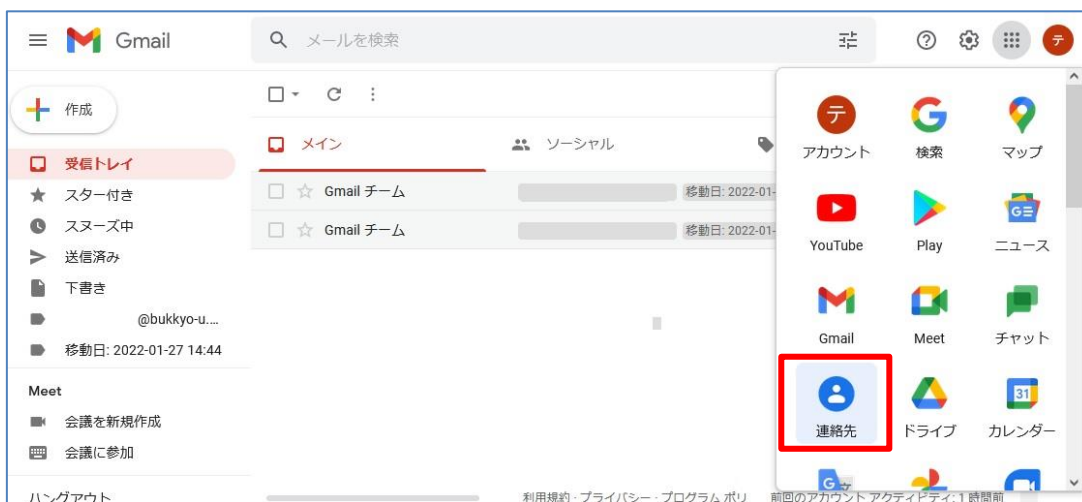 Gmail
メールを検索
テ
作成
メイン
ソーシャル
受信トレイ
スター付き
スヌーズ中
送信済み
下書き
@bukkyo-u....
移動日: 2022-01-27 14:44
Gmail チーム
移動日: 2022-01-
Gmail チーム
移動日: 2022-01-
Meet
会議を新規作成
会議に参加
ハングアウト
利用規約 · プライバシー · プログラム ポリ
前回のアカウント アクティビティ: 1 時間前
テ
アカウント
G
検索
マップ
YouTube
Play
GE
ニュース
Gmail
Meet
チャット
連絡先
ドライブ
31
カレンダー
G